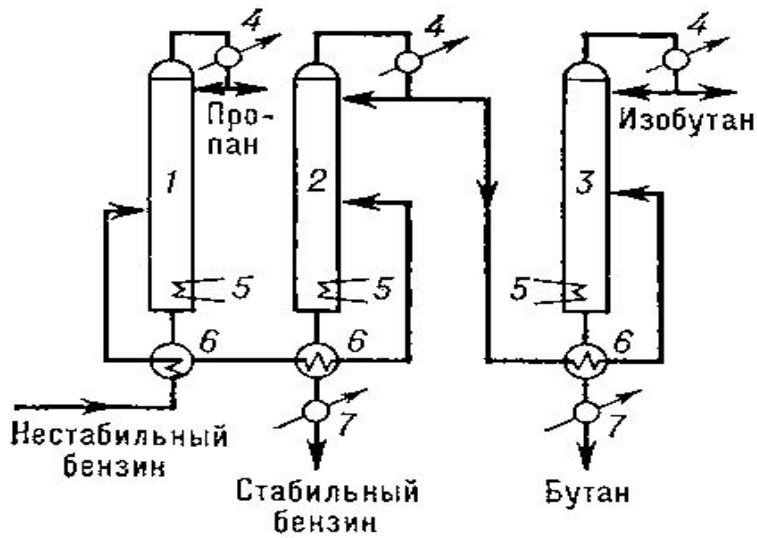 4
4
4
Про-
пан
Изобутан
1
2
3
5
5
5
6
6
6
7
7
Нестабильный
бензин
Стабильный
бензин
Бутан